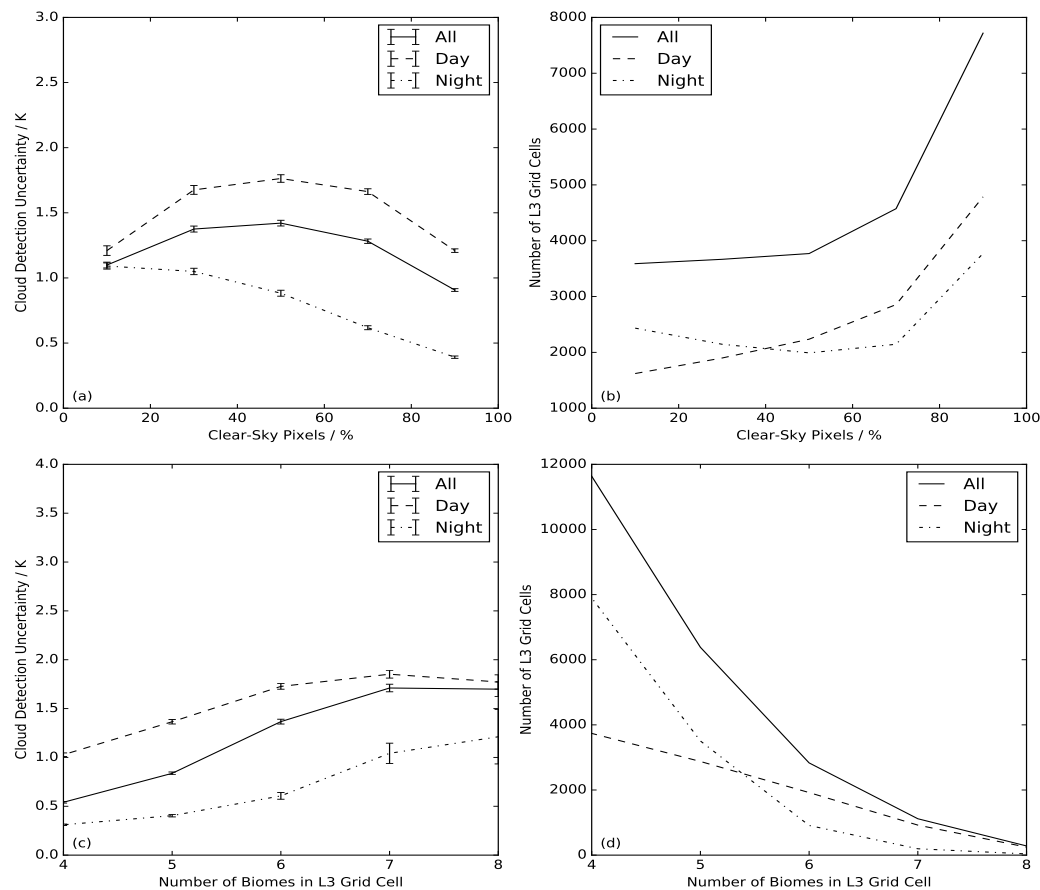 3.0
2.5
2.0
1.5
1.0
0.5
0.0
0 20 40 60 80 100
Cloud Detection Uncertainty / K
Clear-Sky Pixels / %
All
Day
Night
(a)
8000
7000
6000
5000
4000
3000
2000
1000
0 20 40 60 80 100
Number of L3 Grid Cells
Clear-Sky Pixels / %
All
Day
Night
(b)
4.0
3.5
3.0
2.5
2.0
1.5
1.0
0.5
0.0
4 5 6 7 8
Cloud Detection Uncertainty / K
Number of Biomes in L3 Grid Cell
All
Day
Night
(c)
12000
10000
8000
6000
4000
2000
0
4 5 6 7 8
Number of L3 Grid Cells
Number of Biomes in L3 Grid Cell
All
Day
Night
(d)